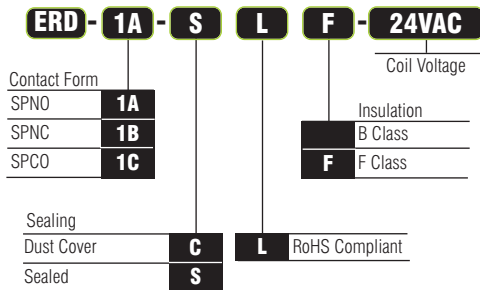 ERD - 1A - S L F - 24VAC
Coil Voltage
Contact Form
SPNO 1A
SPNC 1B
SPCO 1C
Insulation
B Class
F F Class
Sealing
Dust Cover C
Sealed S
L RoHS Compliant